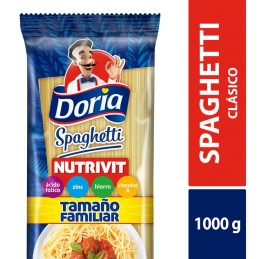 Doria
Spaghetti
NUTRIVIT
ácido
fólico
zinc
hierro
vitamina
A
TAMAÑO
FAMILIAR
SPAGHETTI
CLÁSICO
1000 g